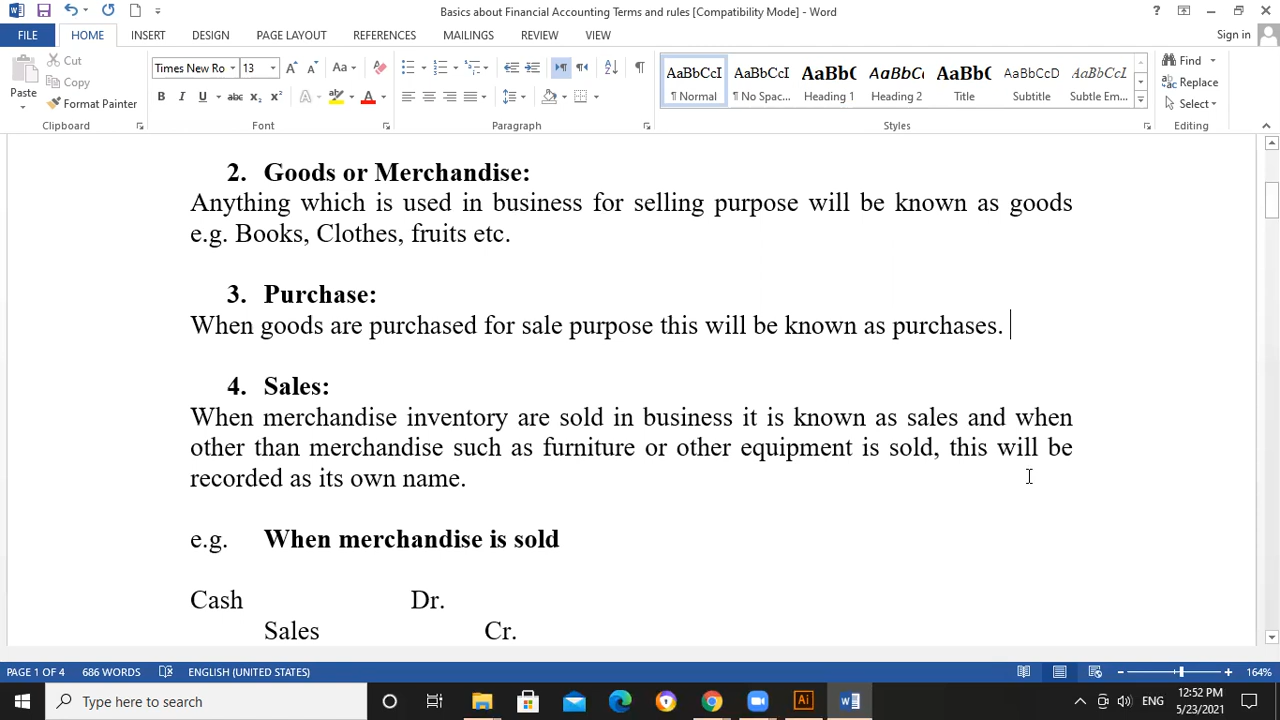 Basics about Financial Accounting Terms and rules [Compatibility Mode] - Word
FILE HOME INSERT DESIGN PAGE LAYOUT REFERENCES MAILINGS REVIEW VIEW Sign in
Cut
Copy
Format Painter
Paste
Clipboard
Times New Ro 13
Font
Paragraph
AaBbCcI AaBbCcI AaBb( AaBbC AaBb( AaBbCcD AaBbCcI
¶ Normal ¶ No Spac... Heading 1 Heading 2 Title Subtitle Subtle Em...
Styles
Find
Replace
Select
Editing
2. Goods or Merchandise:
Anything which is used in business for selling purpose will be known as goods
e.g. Books, Clothes, fruits etc.
3. Purchase:
When goods are purchased for sale purpose this will be known as purchases.
4. Sales:
When merchandise inventory are sold in business it is known as sales and when
other than merchandise such as furniture or other equipment is sold, this will be
recorded as its own name.
e.g. When merchandise is sold
Cash Dr.
Sales Cr.
PAGE 1 OF 4 686 WORDS ENGLISH (UNITED STATES) 164%
Type here to search
ENG
12:52 PM
5/23/2021